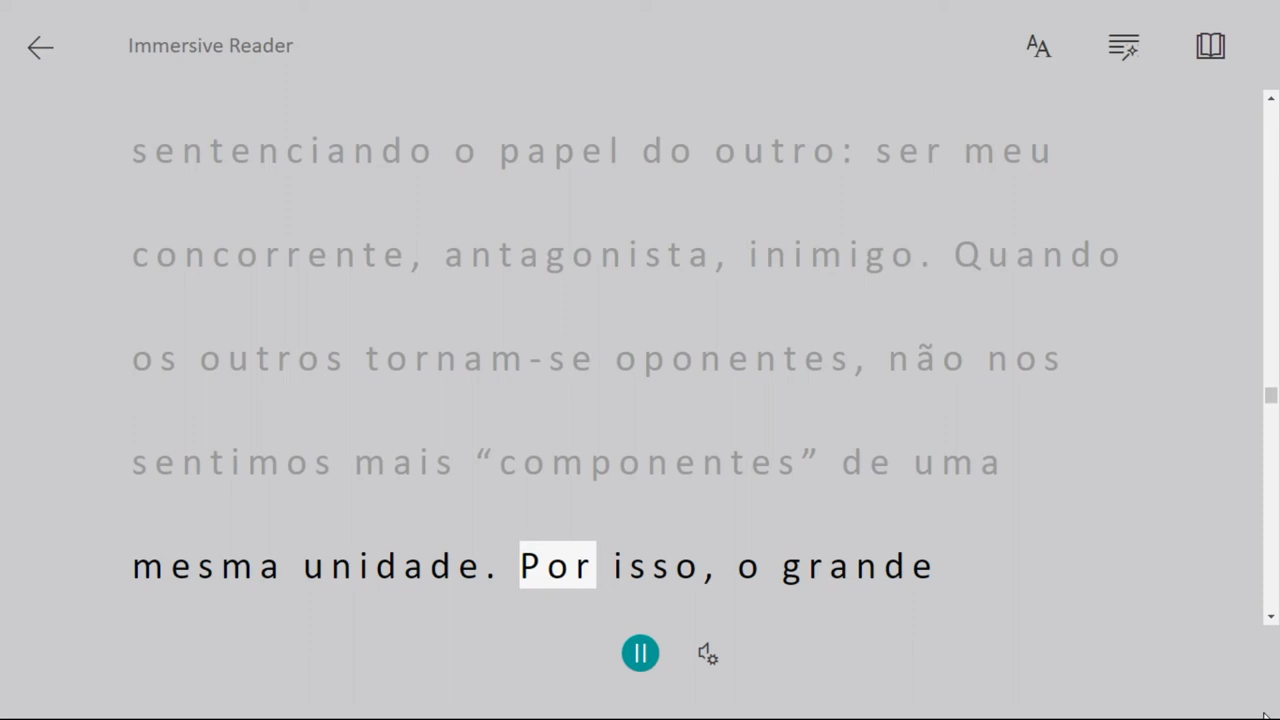 Immersive Reader
sentenciando o papel do outro: ser meu
concorrente, antagonista, inimigo. Quando
os outros tornam-se oponentes, não nos
sentimos mais “componentes” de uma
mesma unidade. Por isso, o grande